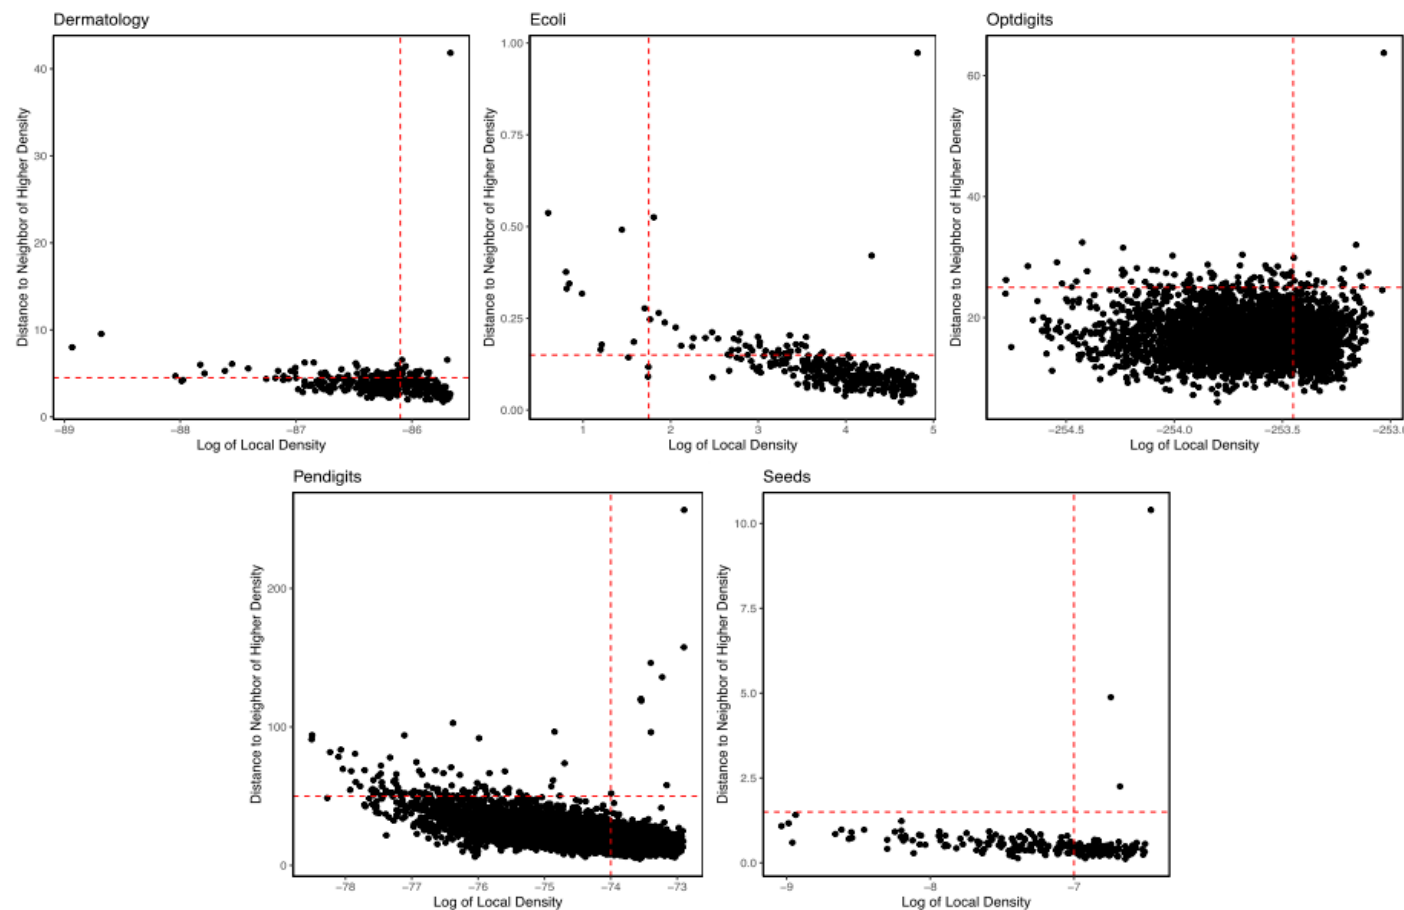 Dermatology
Distance to Neighbor of Higher Density
40
30
20
10
0
−89
−88
−87
−86
Log of Local Density
Ecoli
Distance to Neighbor of Higher Density
1.00
0.75
0.50
0.25
0.00
1
2
3
4
5
Log of Local Density
Optdigits
Distance to Neighbor of Higher Density
60
40
20
−254.5
−254.0
−253.5
Log of Local Density
Pendigits
Distance to Neighbor of Higher Density
200
100
0
−78
−77
−76
−75
−74
−73
Log of Local Density
Seeds
Distance to Neighbor of Higher Density
10.0
7.5
5.0
2.5
0.0
−9
−8
−7
Log of Local Density